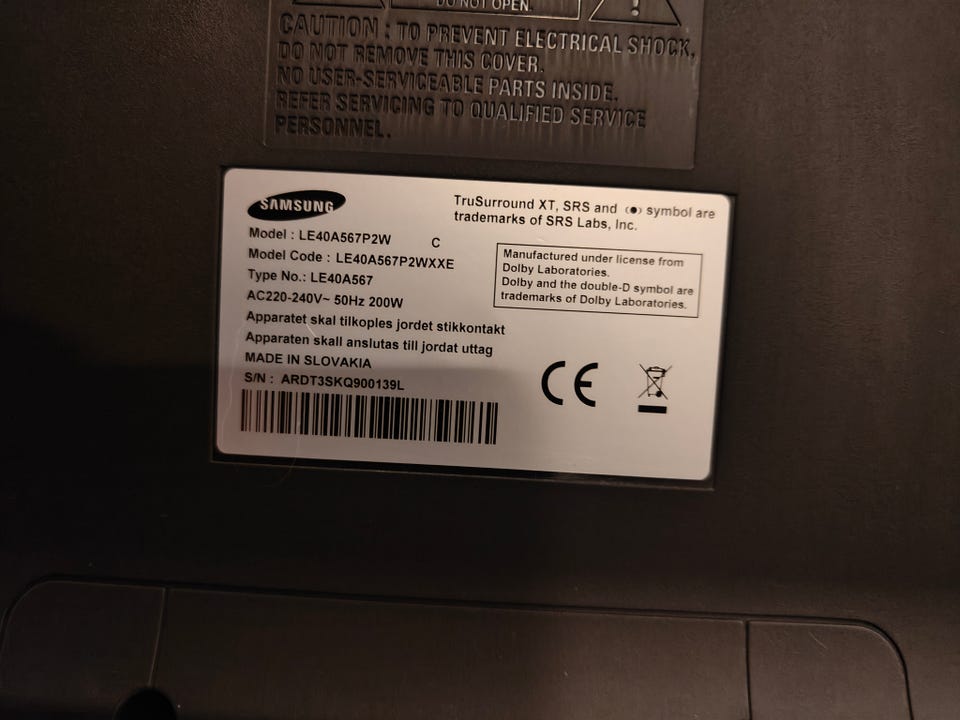 DO NOT OPEN.
!
CAUTION : TO PREVENT ELECTRICAL SHOCK,
DO NOT REMOVE THIS COVER.
NO USER-SERVICEABLE PARTS INSIDE.
REFER SERVICING TO QUALIFIED SERVICE
PERSONNEL.
SAMSUNG
Model : LE40A567P2W C
Model Code : LE40A567P2WXXE
Type No.: LE40A567
AC220-240V~ 50Hz 200W
Apparatet skal tilkoples jordet stikkontakt
Apparaten skall anslutas till jordat uttag
MADE IN SLOVAKIA
S/N : ARDT3SKQ900139L
TruSurround XT, SRS and (●) symbol are
trademarks of SRS Labs, Inc.
Manufactured under license from
Dolby Laboratories.
Dolby and the double-D symbol are
trademarks of Dolby Laboratories.
CE